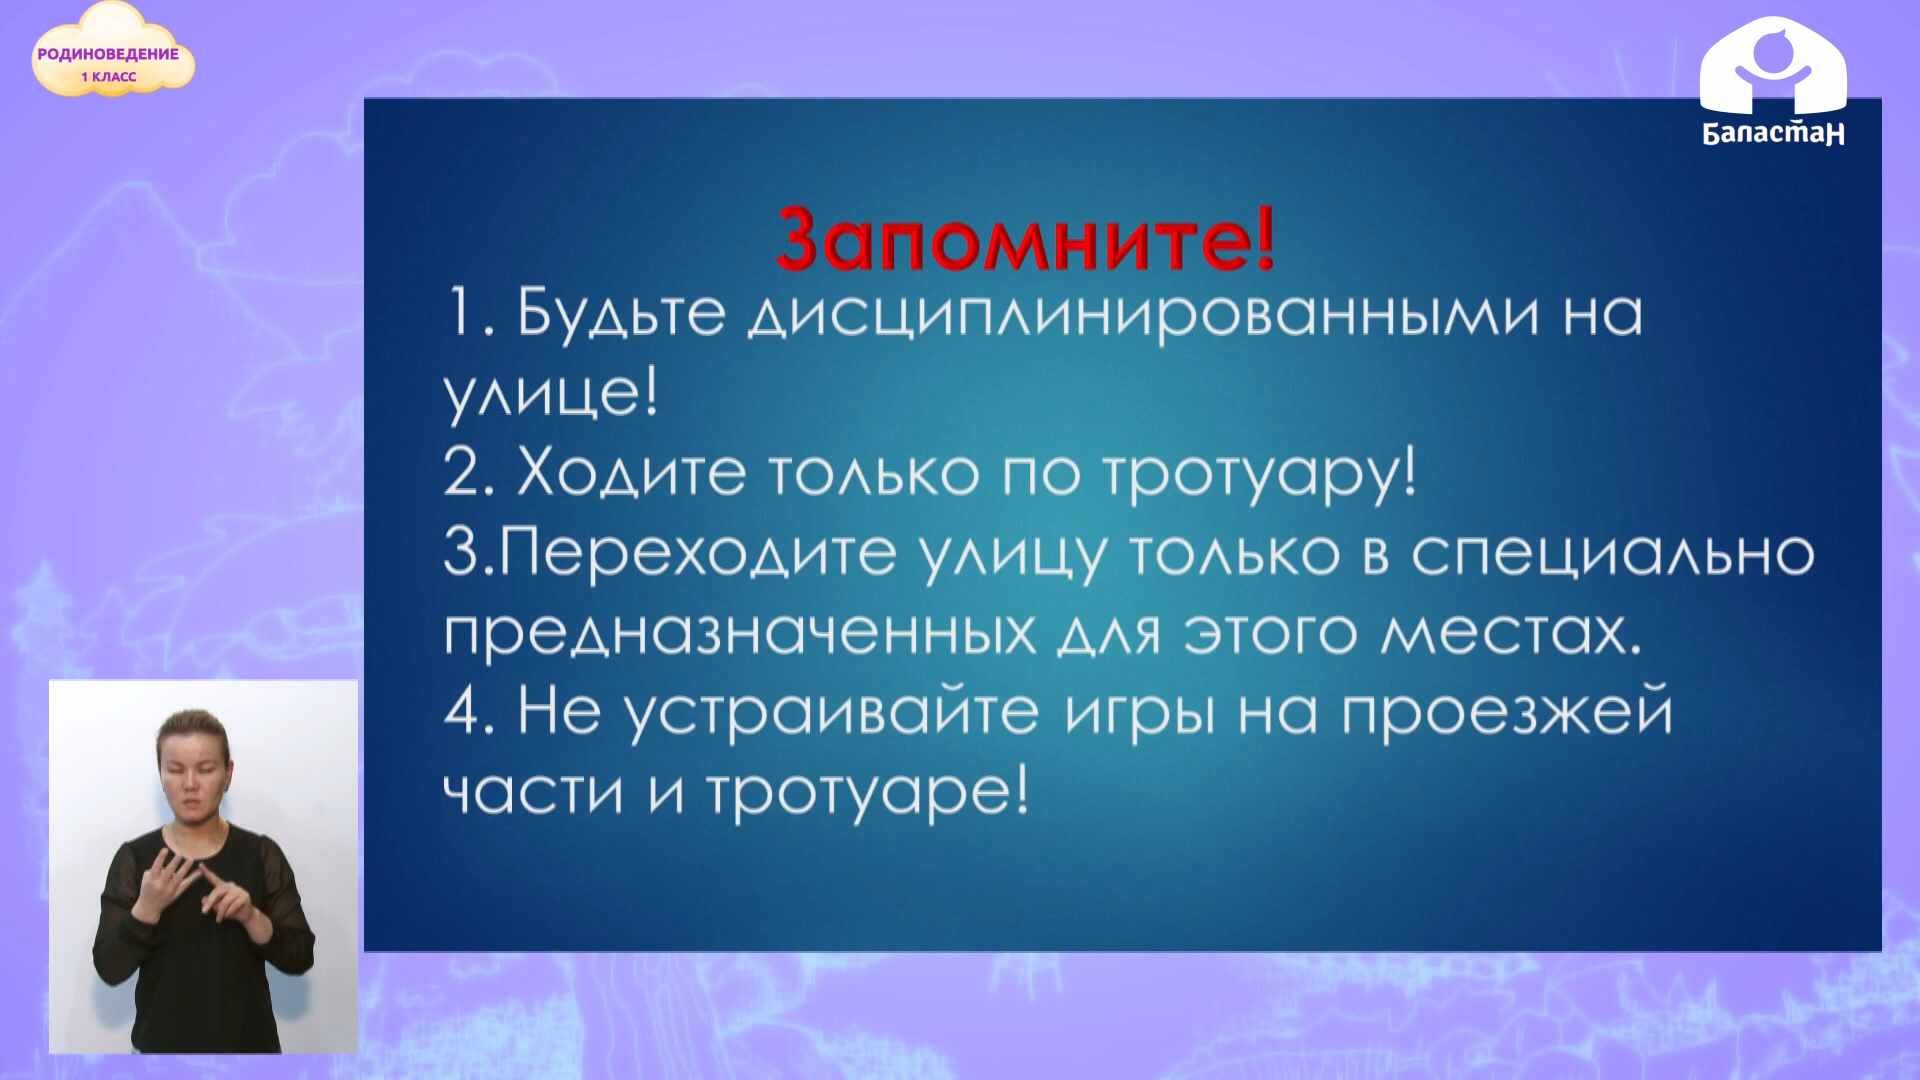 РОДИНОВЕДЕНИЕ
1 КЛАСС
Баластан
Запомните!
1. Будьте дисциплинированными на
улице!
2. Ходите только по тротуару!
3.Переходите улицу только в специально
предназначенных для этого местах.
4. Не устраивайте игры на проезжей
части и тротуаре!